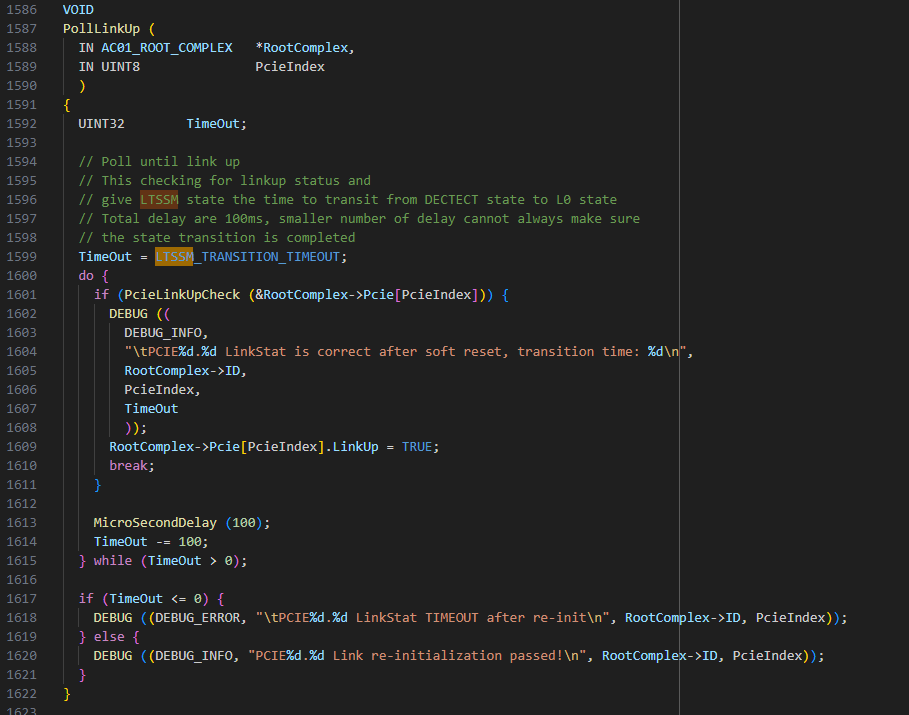 1586 VOID
1587 PollLinkUp (
1588   IN AC01_ROOT_COMPLEX   *RootComplex,
1589   IN UINT8               PcieIndex
1590   )
1591 {
1592   UINT32        TimeOut;
1593
1594   // Poll until link up
1595   // This checking for linkup status and
1596   // give LTSSM state the time to transit from DECTECT state to L0 state
1597   // Total delay are 100ms, smaller number of delay cannot always make sure
1598   // the state transition is completed
1599   TimeOut = LTSSM_TRANSITION_TIMEOUT;
1600   do {
1601     if (PcieLinkUpCheck (&RootComplex->Pcie[PcieIndex])) {
1602       DEBUG ((
1603         DEBUG_INFO,
1604         "\tPCIE%d.%d LinkStat is correct after soft reset, transition time: %d\n",
1605         RootComplex->ID,
1606         PcieIndex,
1607         TimeOut
1608         ));
1609       RootComplex->Pcie[PcieIndex].LinkUp = TRUE;
1610       break;
1611     }
1612
1613     MicroSecondDelay (100);
1614     TimeOut -= 100;
1615   } while (TimeOut > 0);
1616
1617   if (TimeOut <= 0) {
1618     DEBUG ((DEBUG_ERROR, "\tPCIE%d.%d LinkStat TIMEOUT after re-init\n", RootComplex->ID, PcieIndex));
1619   } else {
1620     DEBUG ((DEBUG_INFO, "PCIE%d.%d Link re-initialization passed!\n", RootComplex->ID, PcieIndex));
1621   }
1622 }
1623